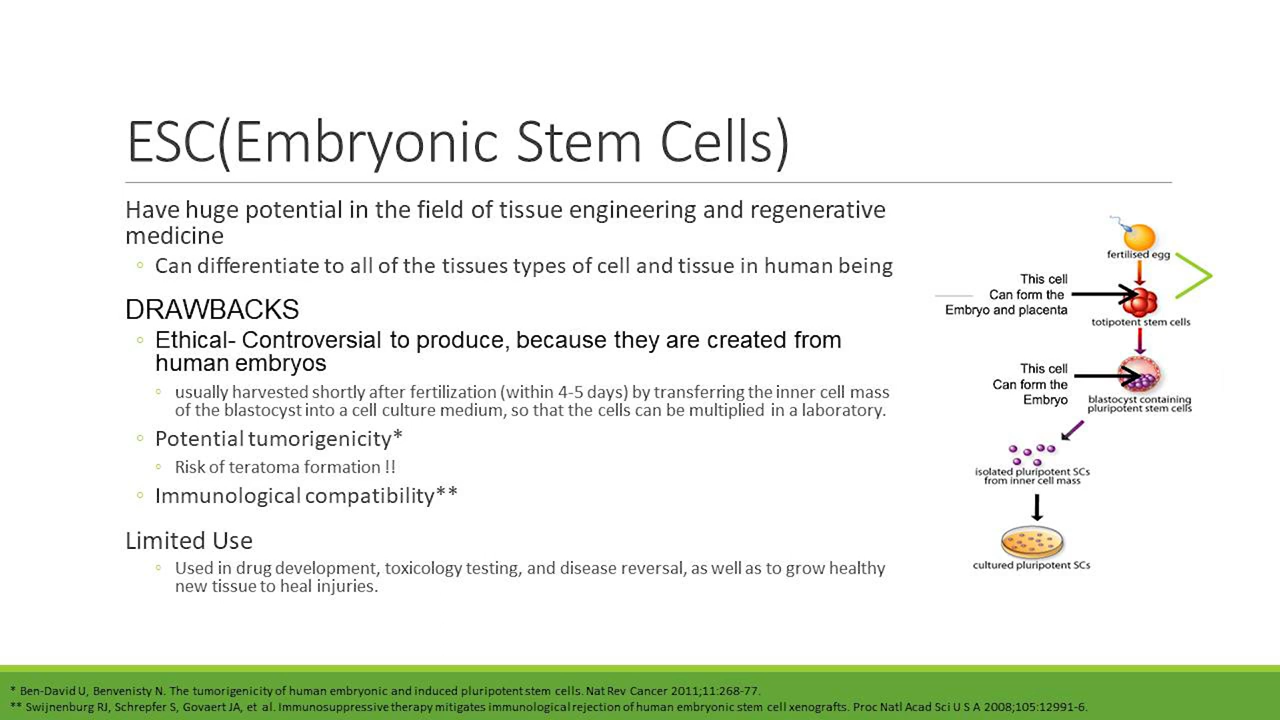 ESC(Embryonic Stem Cells)
Have huge potential in the field of tissue engineering and regenerative
medicine
Can differentiate to all of the tissues types of cell and tissue in human being
DRAWBACKS
Ethical- Controversial to produce, because they are created from
human embryos
usually harvested shortly after fertilization (within 4-5 days) by transferring the inner cell mass
of the blastocyst into a cell culture medium, so that the cells can be multiplied in a laboratory.
Potential tumorigenicity*
Risk of teratoma formation !!
Immunological compatibility**
Limited Use
Used in drug development, toxicology testing, and disease reversal, as well as to grow healthy
new tissue to heal injuries.
fertilised egg
This cell
Can form the
Embryo and placenta
totipotent stem cells
This cell
Can form the
Embryo
blastocyst containing
pluripotent stem cells
isolated pluripotent SCs
from inner cell mass
cultured pluripotent SCs
* Ben-David U, Benvenisty N. The tumorigenicity of human embryonic and induced pluripotent stem cells. Nat Rev Cancer 2011;11:268-77.
** Swijnenburg RJ, Schrepfer S, Govaert JA, et al. Immunosuppressive therapy mitigates immunological rejection of human embryonic stem cell xenografts. Proc Natl Acad Sci U S A 2008;105:12991-6.